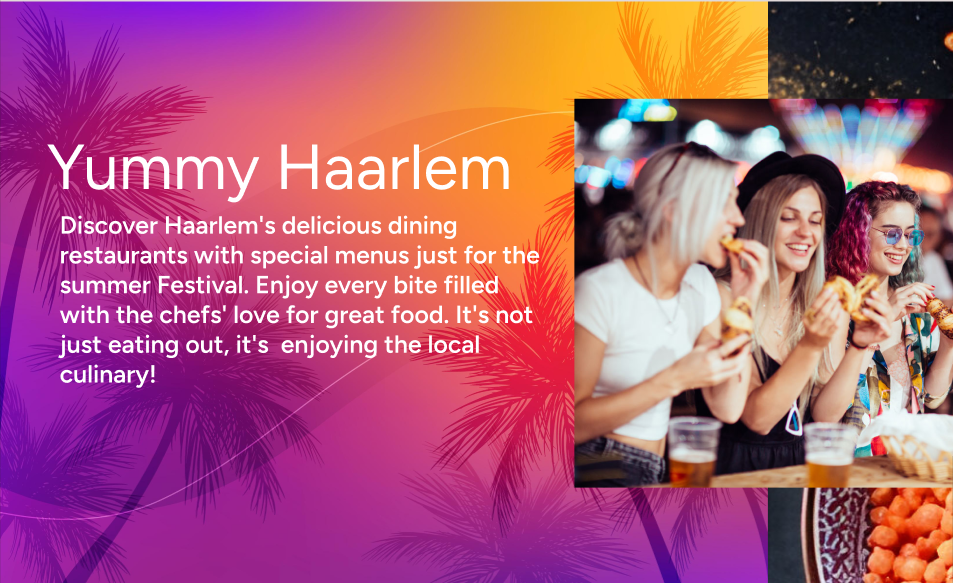 Yummy Haarlem
Discover Haarlem's delicious dining
restaurants with special menus just for the
summer Festival. Enjoy every bite filled
with the chefs' love for great food. It's not
just eating out, it's  enjoying the local
culinary!